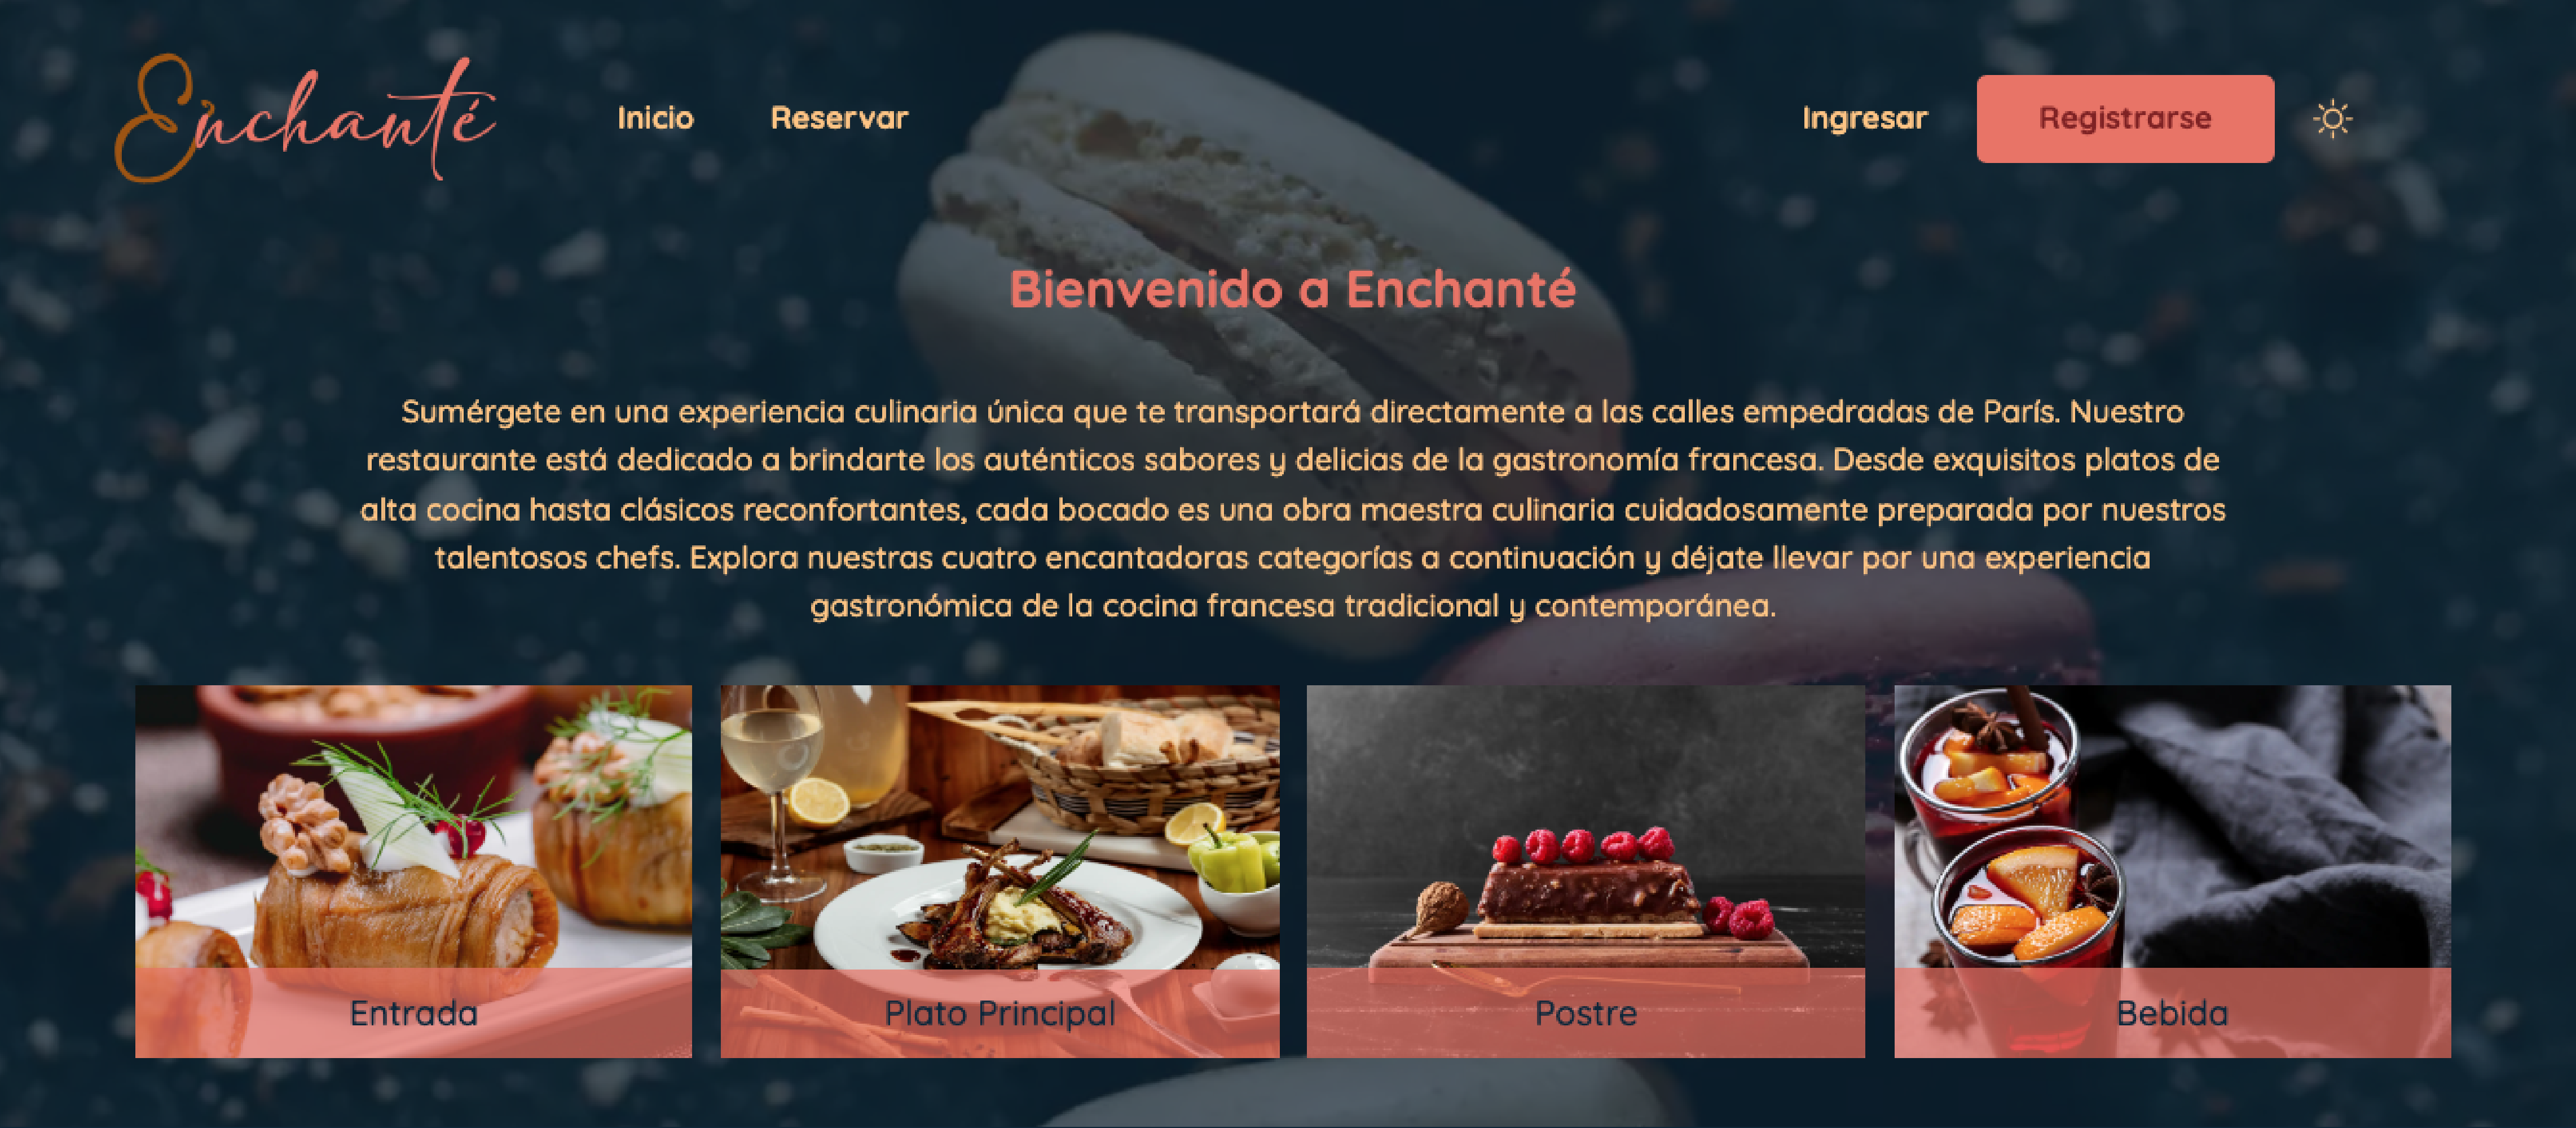 Enchanté
Inicio
Reservar
Ingresar
Registrarse
Bienvenido a Enchanté
Sumérgete en una experiencia culinaria única que te transportará directamente a las calles empedradas de París. Nuestro
restaurante está dedicado a brindarte los auténticos sabores y delicias de la gastronomía francesa. Desde exquisitos platos de
alta cocina hasta clásicos reconfortantes, cada bocado es una obra maestra culinaria cuidadosamente preparada por nuestros
talentosos chefs. Explora nuestras cuatro encantadoras categorías a continuación y déjate llevar por una experiencia
gastronómica de la cocina francesa tradicional y contemporánea.
Entrada
Plato Principal
Postre
Bebida